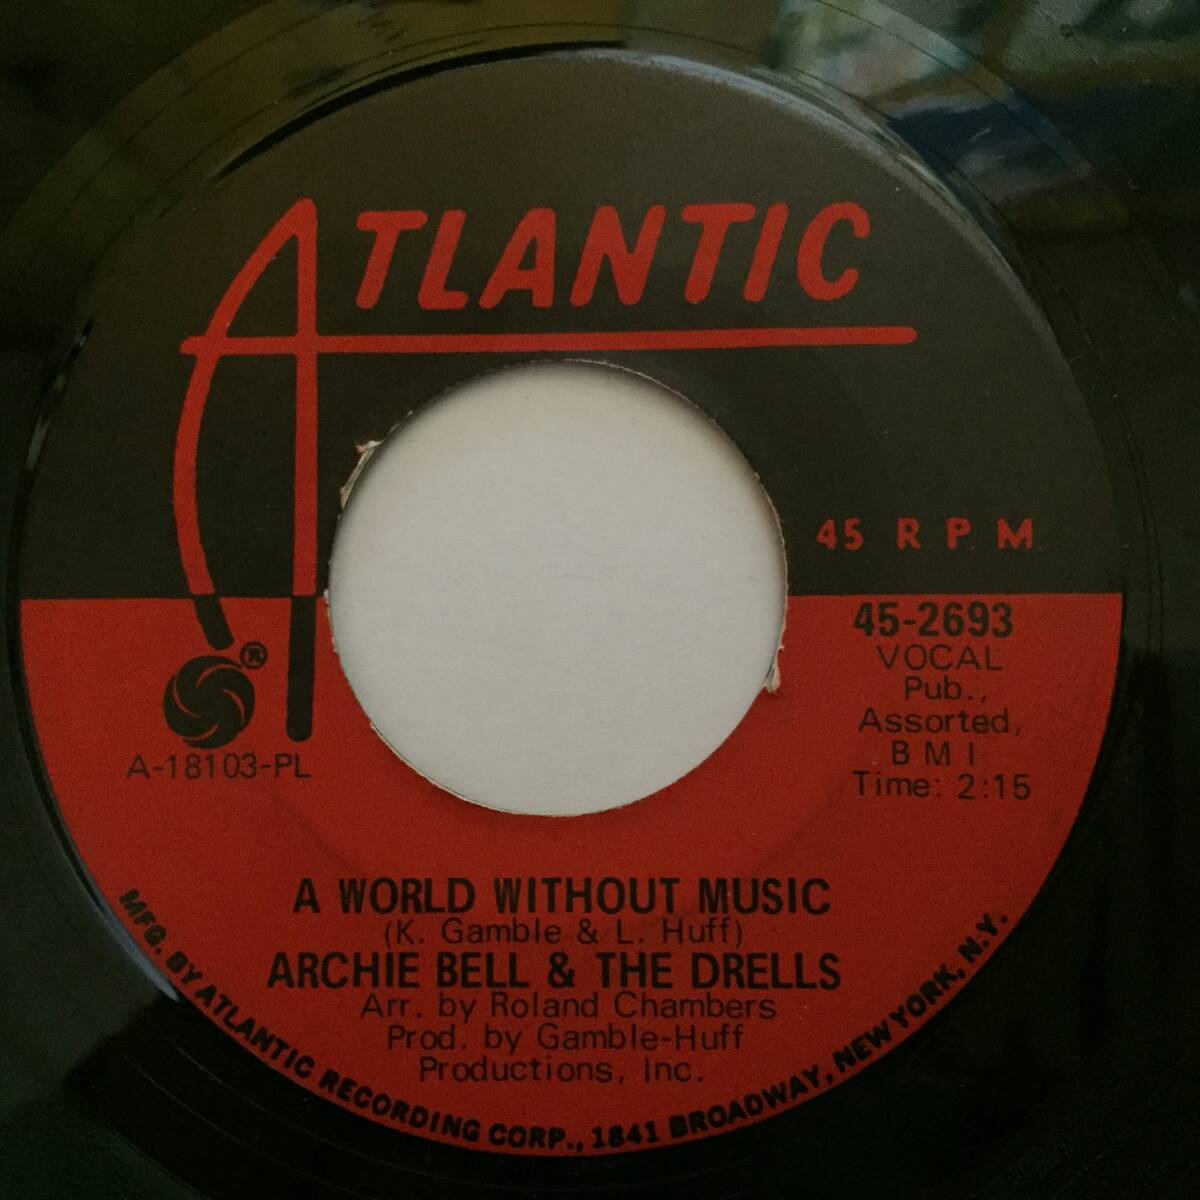 ATLANTIC
45 RPM
45-2693
VOCAL
Pub.,
Assorted,
BMI
Time: 2:15
®
A-18103-PL
A WORLD WITHOUT MUSIC
(K. Gamble & L. Huff)
ARCHIE BELL & THE DRELLS
Arr. by Roland Chambers
Prod. by Gamble-Huff
Productions, Inc.
MFG. BY ATLANTIC RECORDING CORP., 1841 BROADWAY, NEW YORK, N.Y.